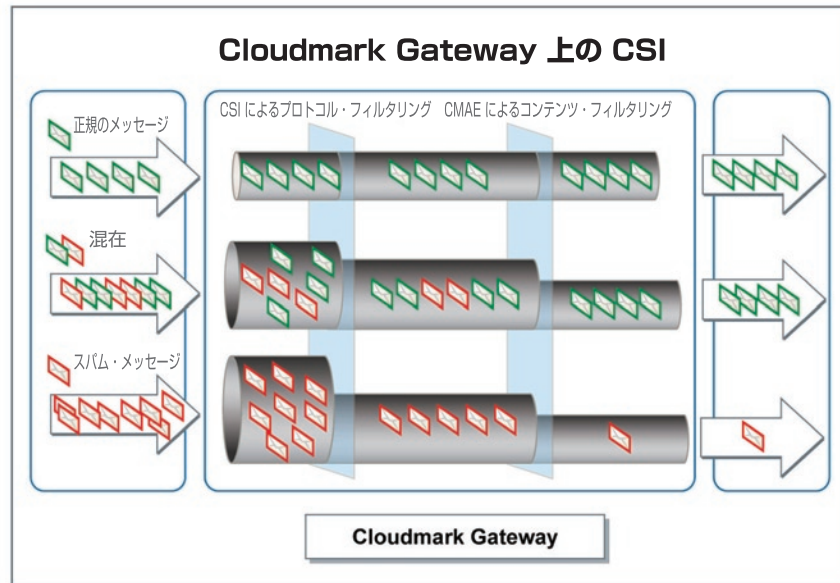 Cloudmark Gateway 上の CSI
正規のメッセージ
CSI によるプロトコル・フィルタリング
CMAE によるコンテンツ・フィルタリング
混在
スパム・メッセージ
Cloudmark Gateway